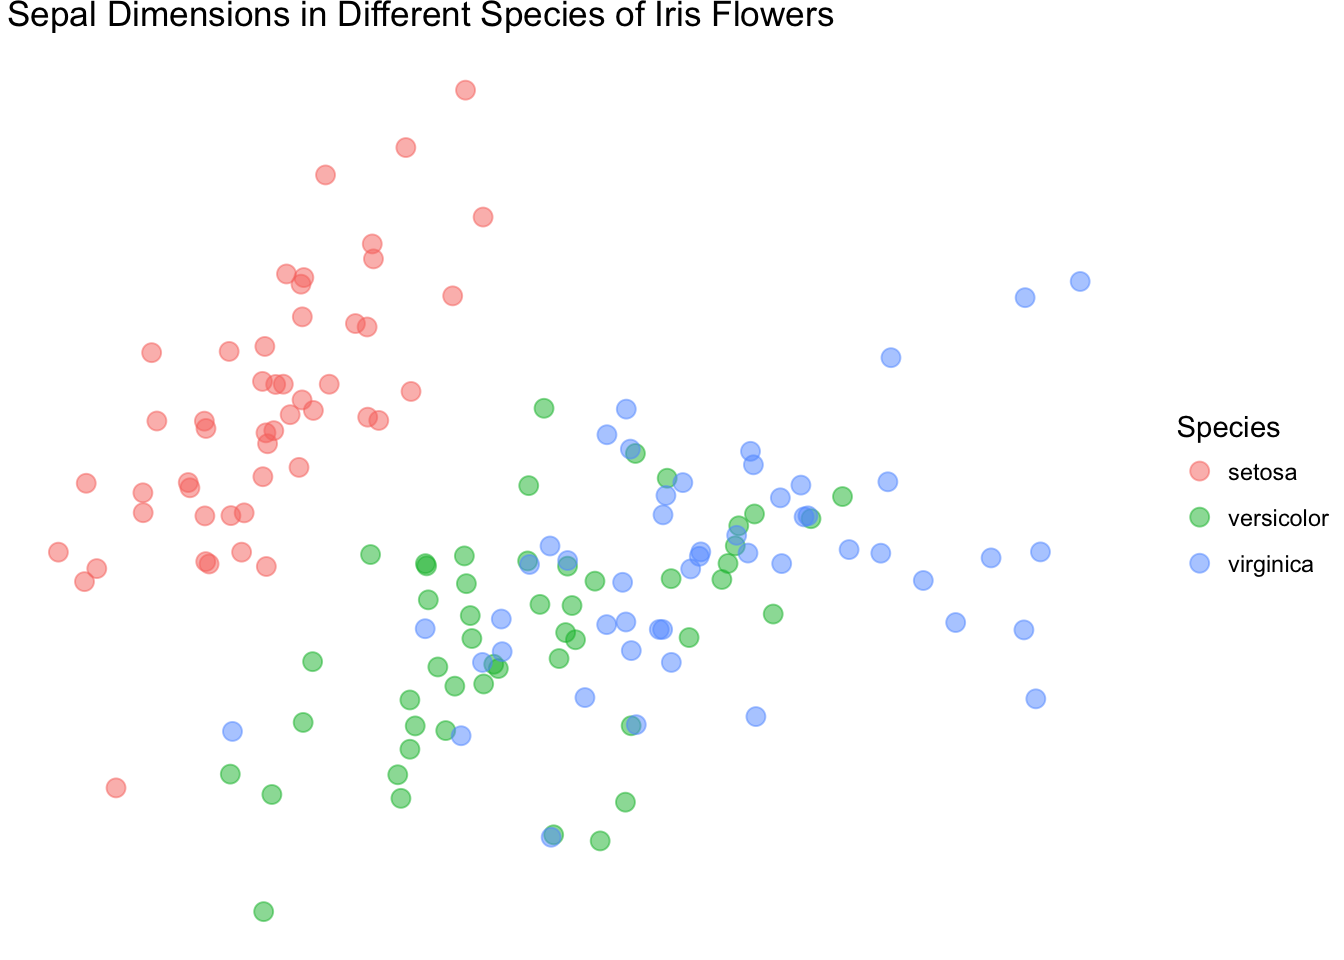 Sepal Dimensions in Different Species of Iris Flowers
Species
setosa
versicolor
virginica